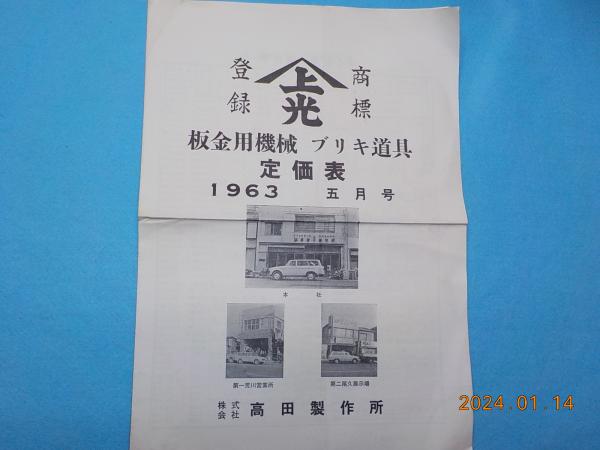 登録
上光
商標
板金用機械 ブリキ道具
定価表
1963 五月号
本社
第一荒川営業所
第二尾久展示場
株式会社 高田製作所
2024.01.14